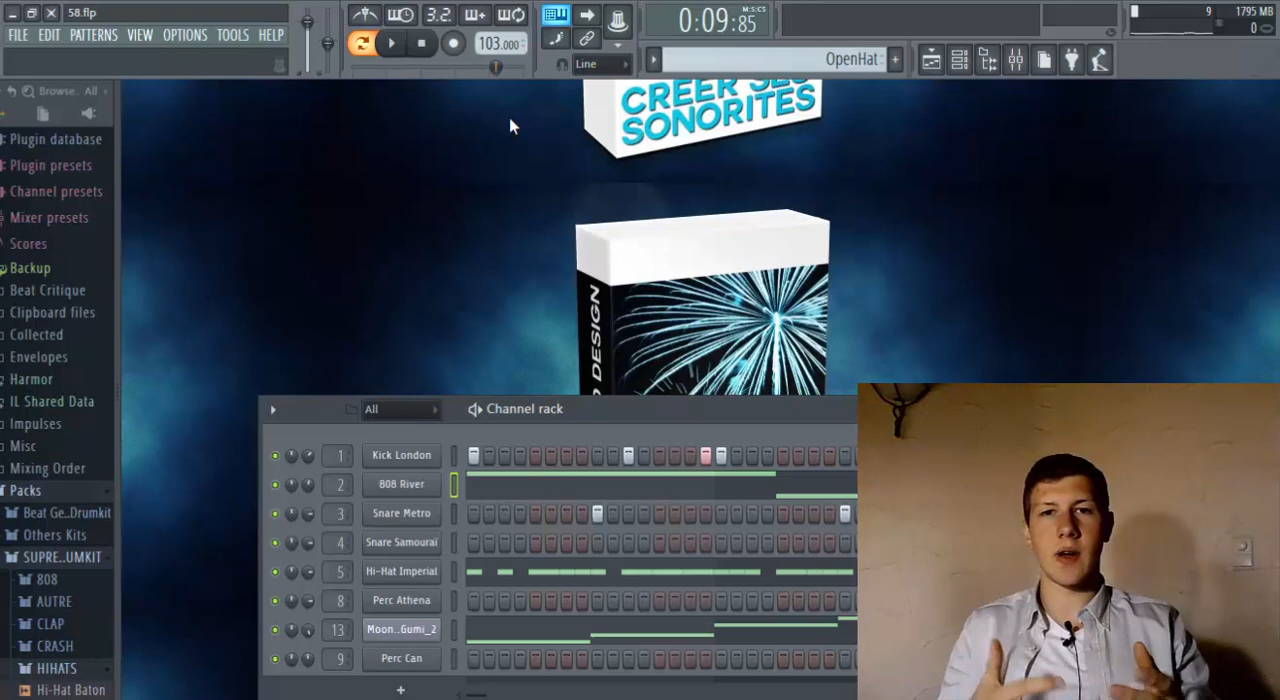 58.flp
FILE EDIT PATTERNS VIEW OPTIONS TOOLS HELP
3.2.
103.000
0:09:85
M:S:CS
9
1795 MB
0
Line
OpenHat
Browse.. All
Plugin database
Plugin presets
Channel presets
Mixer presets
Scores
Backup
Beat Critique
Clipboard files
Collected
Envelopes
Harmor
IL Shared Data
Impulses
Misc
Mixing Order
Packs
Beat Ge..Drumkit
Others Kits
SUPRE..UMKIT
808
AUTRE
CLAP
CRASH
HIHATS
Hi-Hat Baton
CREER SES
SONORITES
DESIGN
All
Channel rack
1 Kick London
2 808 River
3 Snare Metro
4 Snare Samouraï
5 Hi-Hat Imperial
8 Perc Athena
13 Moon..Gumi_2
9 Perc Can